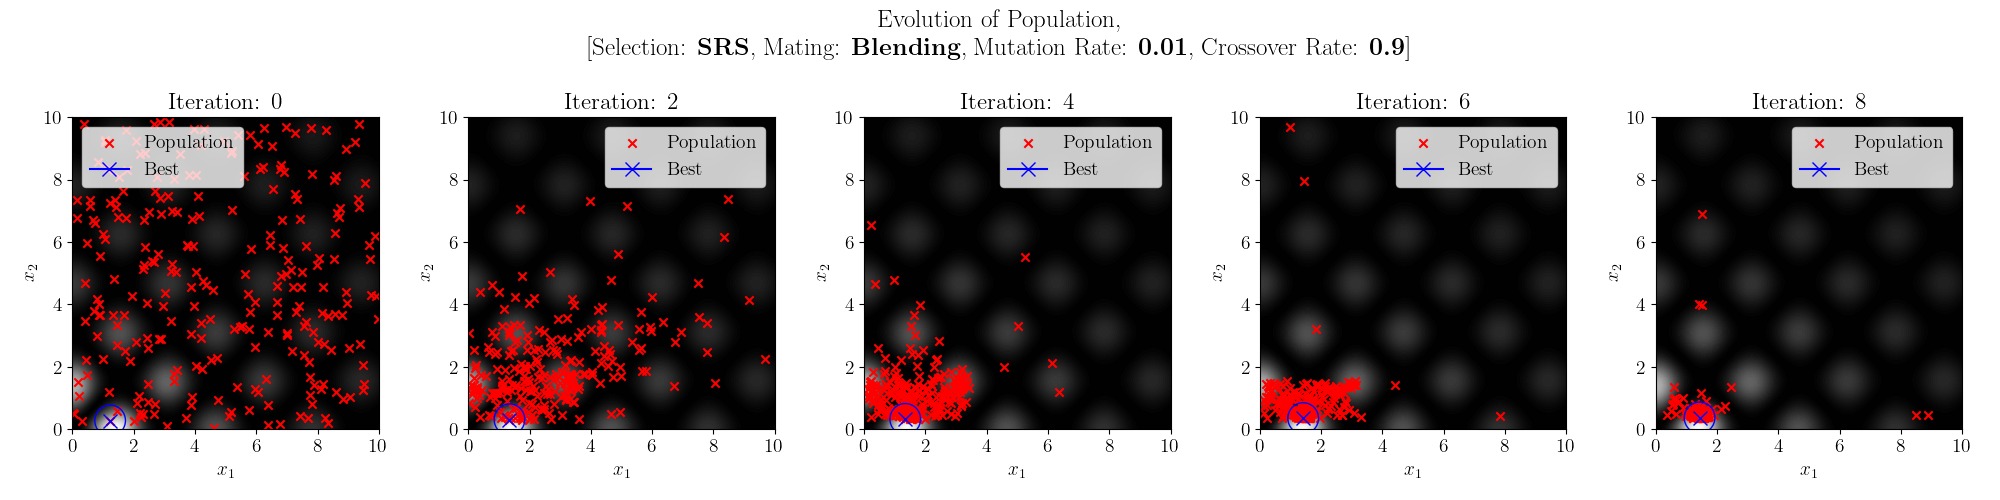 Evolution of Population,
[Selection: SRS, Mating: Blending, Mutation Rate: 0.01, Crossover Rate: 0.9]
Iteration: 0
10
8
6
4
2
0
x2
Population
Best
0 2 4 6 8 10
x1
Iteration: 2
10
8
6
4
2
0
x2
Population
Best
0 2 4 6 8 10
x1
Iteration: 4
10
8
6
4
2
0
x2
Population
Best
0 2 4 6 8 10
x1
Iteration: 6
10
8
6
4
2
0
x2
Population
Best
0 2 4 6 8 10
x1
Iteration: 8
10
8
6
4
2
0
x2
Population
Best
0 2 4 6 8 10
x1